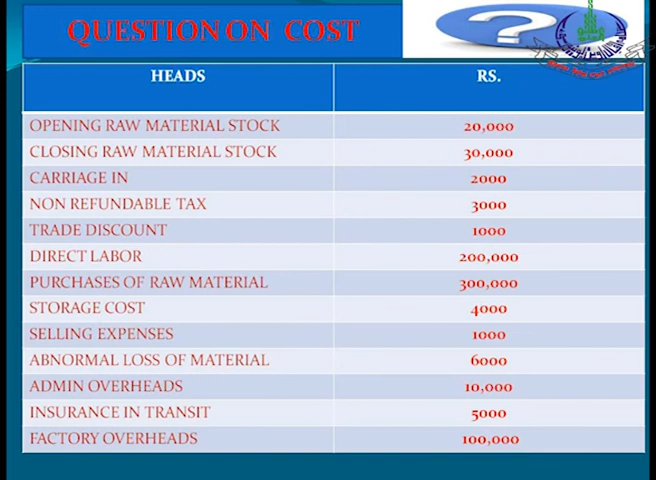 QUESTION ON COST
HEADS RS.
OPENING RAW MATERIAL STOCK 20,000
CLOSING RAW MATERIAL STOCK 30,000
CARRIAGE IN 2000
NON REFUNDABLE TAX 3000
TRADE DISCOUNT 1000
DIRECT LABOR 200,000
PURCHASES OF RAW MATERIAL 300,000
STORAGE COST 4000
SELLING EXPENSES 1000
ABNORMAL LOSS OF MATERIAL 6000
ADMIN OVERHEADS 10,000
INSURANCE IN TRANSIT 5000
FACTORY OVERHEADS 100,000